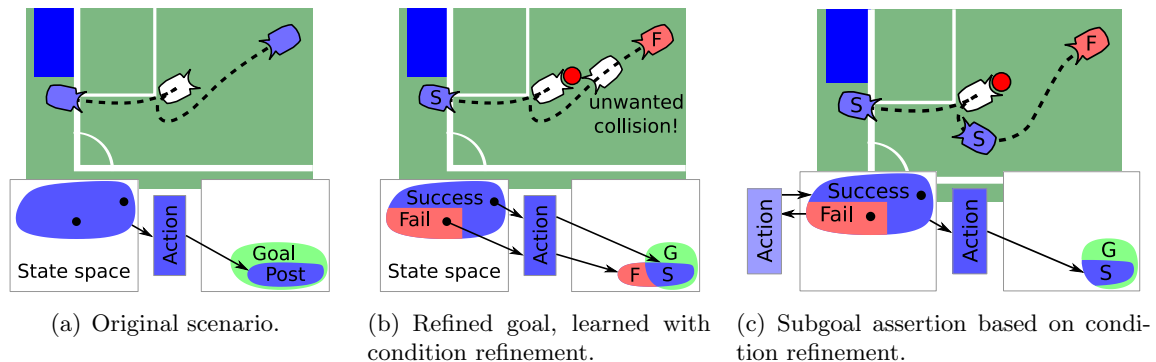 S
F
unwanted
collision!
S
F
S
Action
Goal
Post
State space
Success
Fail
Action
G
F
S
State space
Action
Success
Fail
Action
G
S
(a) Original scenario.
(b) Refined goal, learned with
condition refinement.
(c) Subgoal assertion based on condi-
tion refinement.